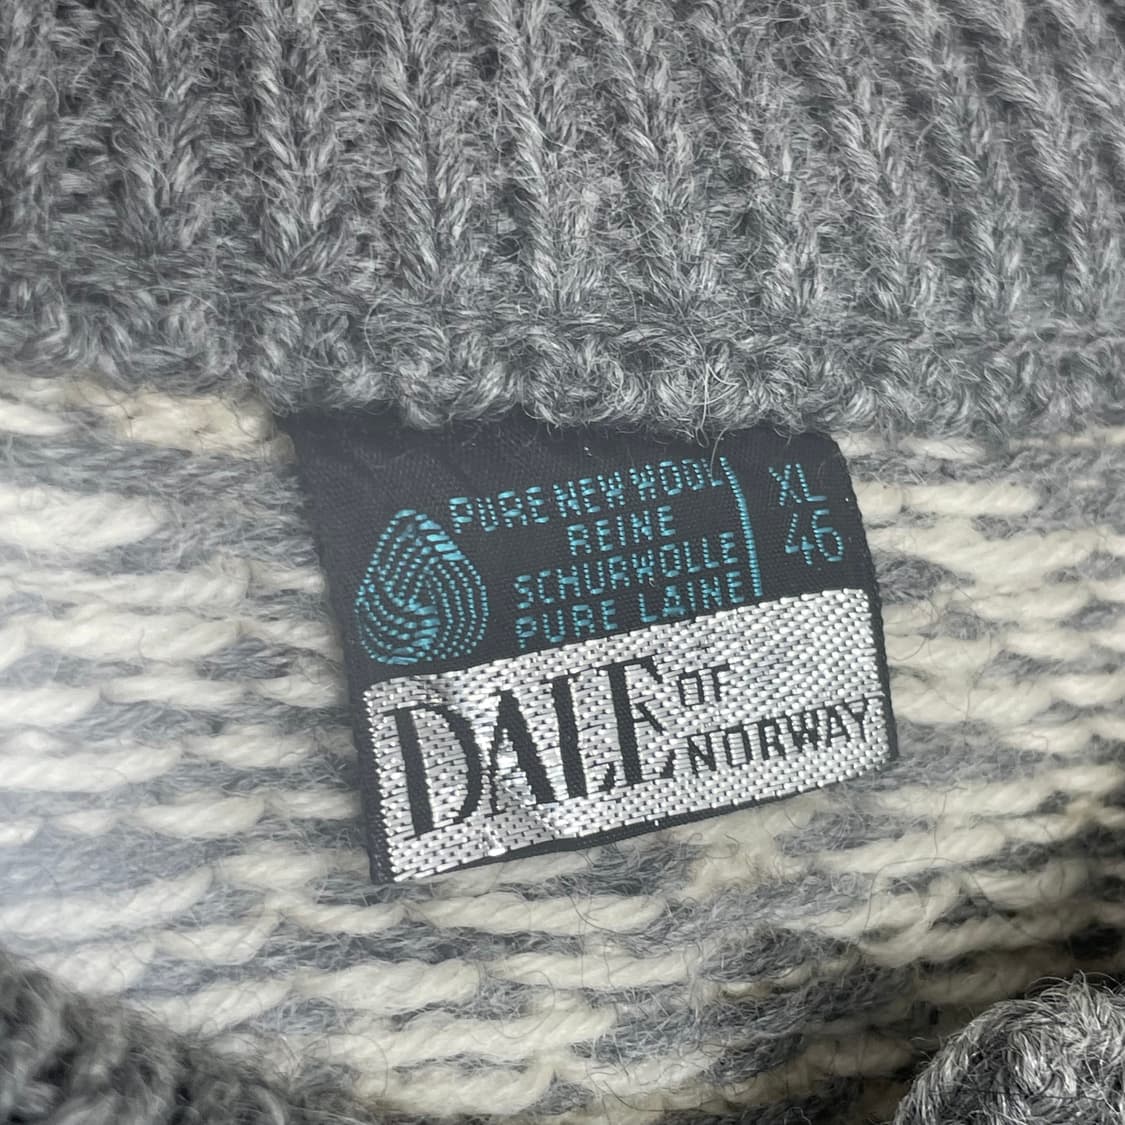 PURE NEW WOOL
REINE
SCHURWOLLE
PURE LAINE
XL
46
DALE OF
NORWAY